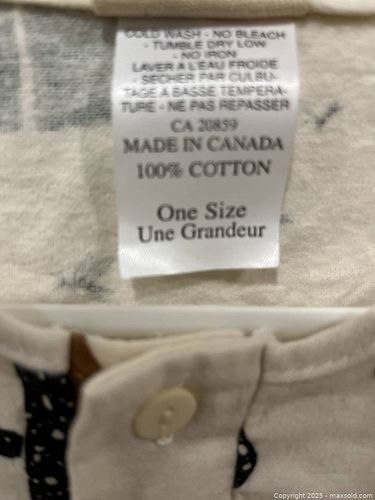 COLD WASH - NO BLEACH
- TUMBLE DRY LOW
- NO IRON
LAVER A L'EAU FROIDE
- SECHER PAR CULBU-
TAGE A BASSE TEMPERA-
TURE - NE PAS REPASSER
CA 20859
MADE IN CANADA
100% COTTON
One Size
Une Grandeur
Copyright 2025 - maxsold.com